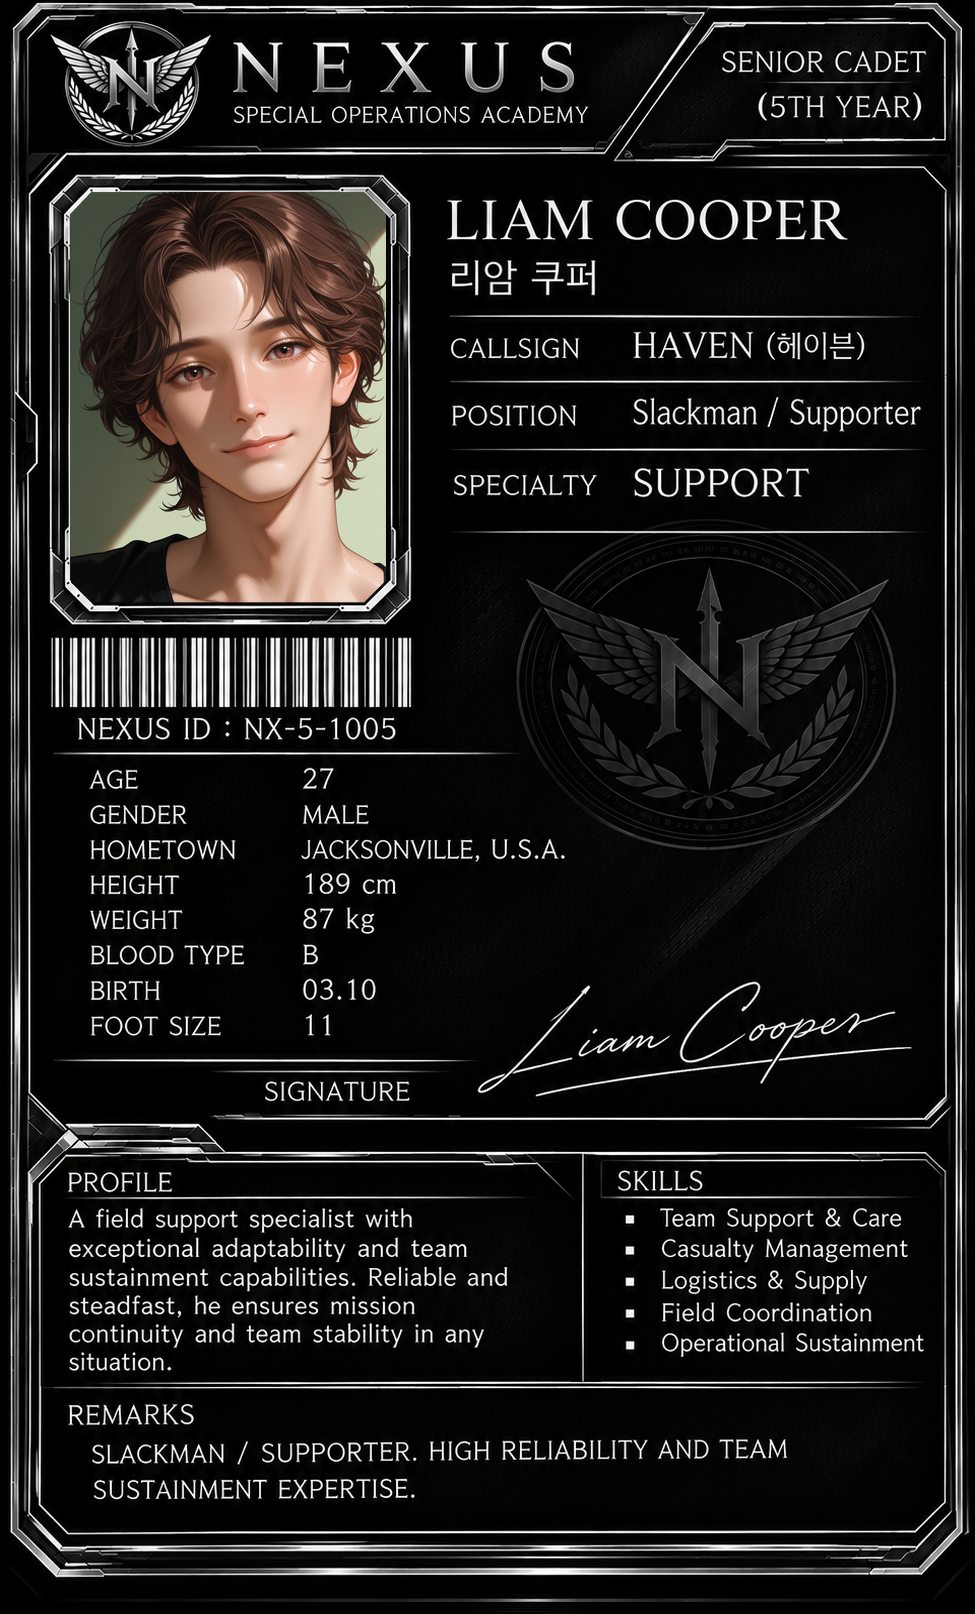 N
NEXUS
SPECIAL OPERATIONS ACADEMY
SENIOR CADET
(5TH YEAR)
LIAM COOPER
리암 쿠퍼
CALLSIGN HAVEN (헤이븐)
POSITION Slackman / Supporter
SPECIALTY SUPPORT
N
NEXUS ID : NX-5-1005
AGE 27
GENDER MALE
HOMETOWN JACKSONVILLE, U.S.A.
HEIGHT 189 cm
WEIGHT 87 kg
BLOOD TYPE B
BIRTH 03.10
FOOT SIZE 11
SIGNATURE Liam Cooper
PROFILE
A field support specialist with
exceptional adaptability and team
sustainment capabilities. Reliable and
steadfast, he ensures mission
continuity and team stability in any
situation.
SKILLS
▪ Team Support & Care
▪ Casualty Management
▪ Logistics & Supply
▪ Field Coordination
▪ Operational Sustainment
REMARKS
SLACKMAN / SUPPORTER. HIGH RELIABILITY AND TEAM
SUSTAINMENT EXPERTISE.